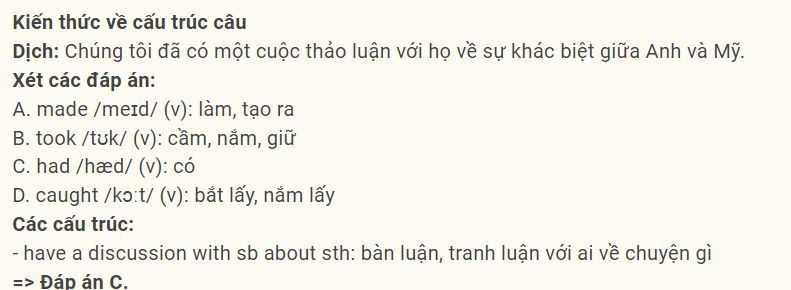 Kiến thức về cấu trúc câu
Dịch: Chúng tôi đã có một cuộc thảo luận với họ về sự khác biệt giữa Anh và Mỹ.
Xét các đáp án:
A. made /meɪd/ (v): làm, tạo ra
B. took /tʊk/ (v): cầm, nắm, giữ
C. had /hæd/ (v): có
D. caught /kɔːt/ (v): bắt lấy, nắm lấy
Các cấu trúc:
- have a discussion with sb about sth: bàn luận, tranh luận với ai về chuyện gì
=> Đáp án C.